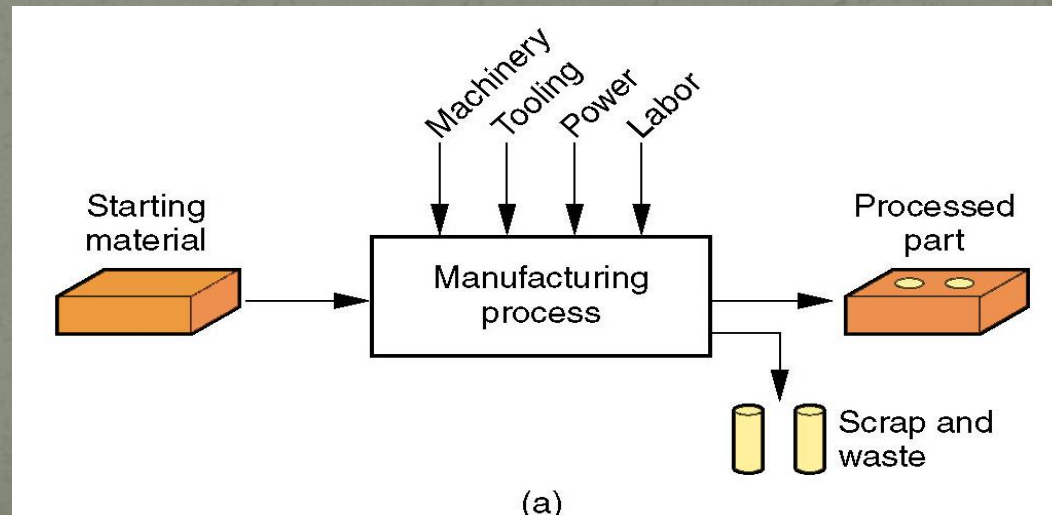 Machinery
Tooling
Power
Labor
Starting
material
Manufacturing
process
Processed
part
Scrap and
waste
(a)